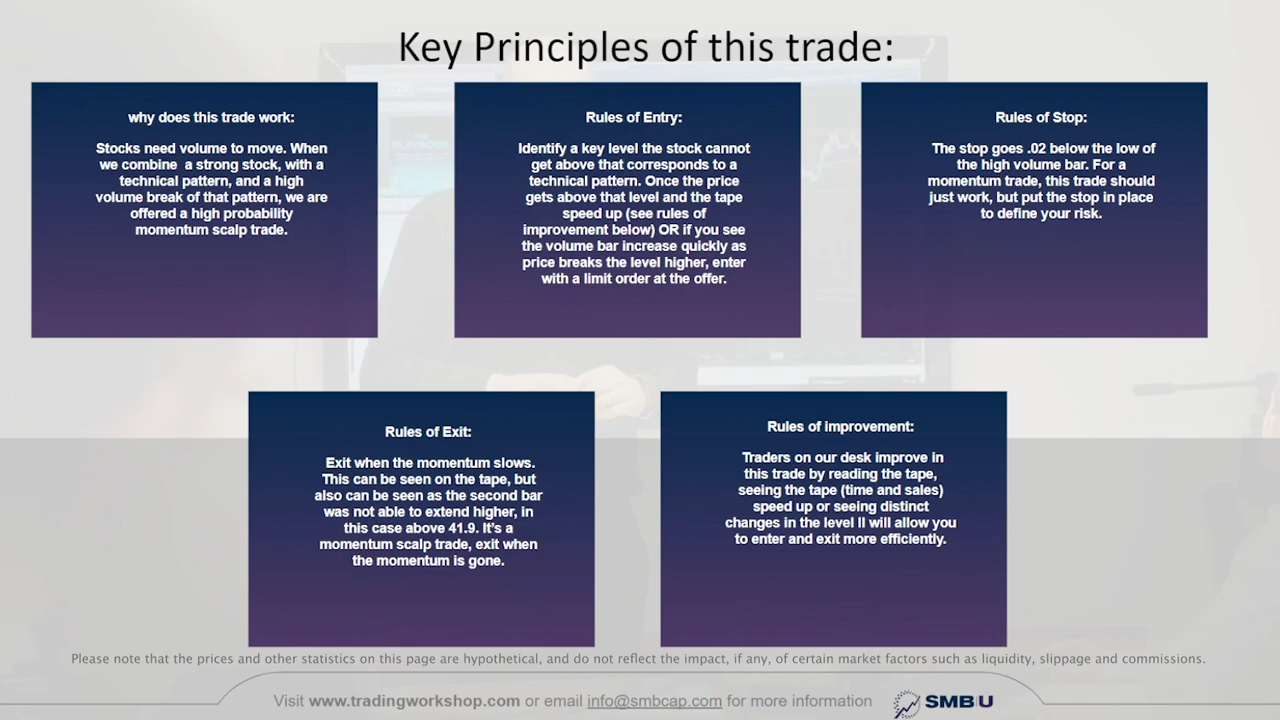 Key Principles of this trade:
why does this trade work:
Stocks need volume to move. When
we combine a strong stock, with a
technical pattern, and a high
volume break of that pattern, we are
offered a high probability
momentum scalp trade.
Rules of Entry:
Identify a key level the stock cannot
get above that corresponds to a
technical pattern. Once the price
gets above that level and the tape
speed up (see rules of
improvement below) OR if you see
the volume bar increase quickly as
price breaks the level higher, enter
with a limit order at the offer.
Rules of Stop:
The stop goes .02 below the low of
the high volume bar. For a
momentum trade, this trade should
just work, but put the stop in place
to define your risk.
Rules of Exit:
Exit when the momentum slows.
This can be seen on the tape, but
also can be seen as the second bar
was not able to extend higher, in
this case above 41.9. It's a
momentum scalp trade, exit when
the momentum is gone.
Rules of improvement:
Traders on our desk improve in
this trade by reading the tape,
seeing the tape (time and sales)
speed up or seeing distinct
changes in the level II will allow you
to enter and exit more efficiently.
Please note that the prices and other statistics on this page are hypothetical, and do not reflect the impact, if any, of certain market factors such as liquidity, slippage and commissions.
Visit www.tradingworkshop.com or email info@smbcap.com for more information
SMBU